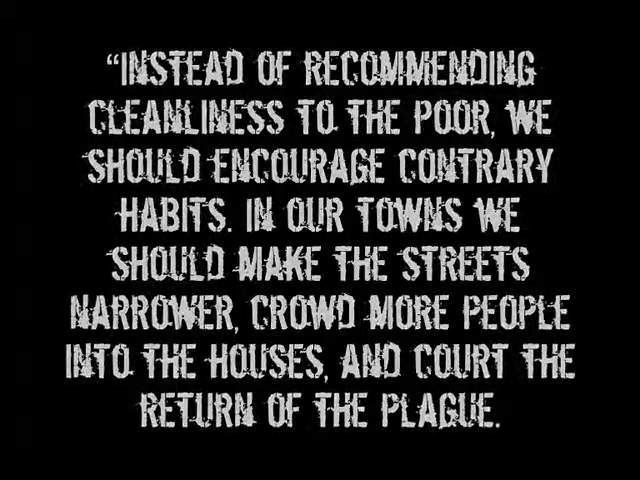 “INSTEAD OF RECOMMENDING
CLEANLINESS TO THE POOR, WE
SHOULD ENCOURAGE CONTRARY
HABITS. IN OUR TOWNS WE
SHOULD MAKE THE STREETS
NARROWER, CROWD MORE PEOPLE
INTO THE HOUSES, AND COURT THE
RETURN OF THE PLAGUE.